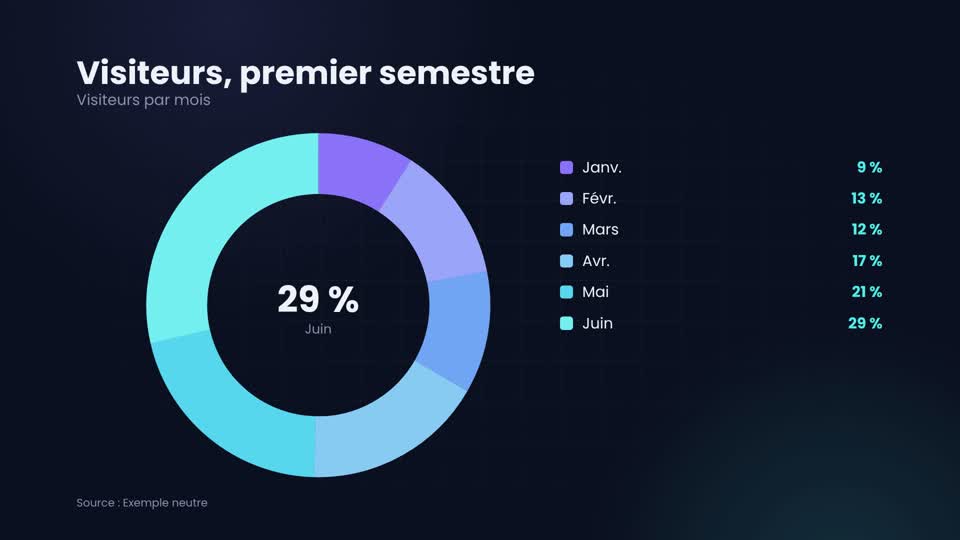 Visiteurs, premier semestre
Visiteurs par mois
29 %
Juin
Janv. 9 %
Févr. 13 %
Mars 12 %
Avr. 17 %
Mai 21 %
Juin 29 %
Source : Exemple neutre